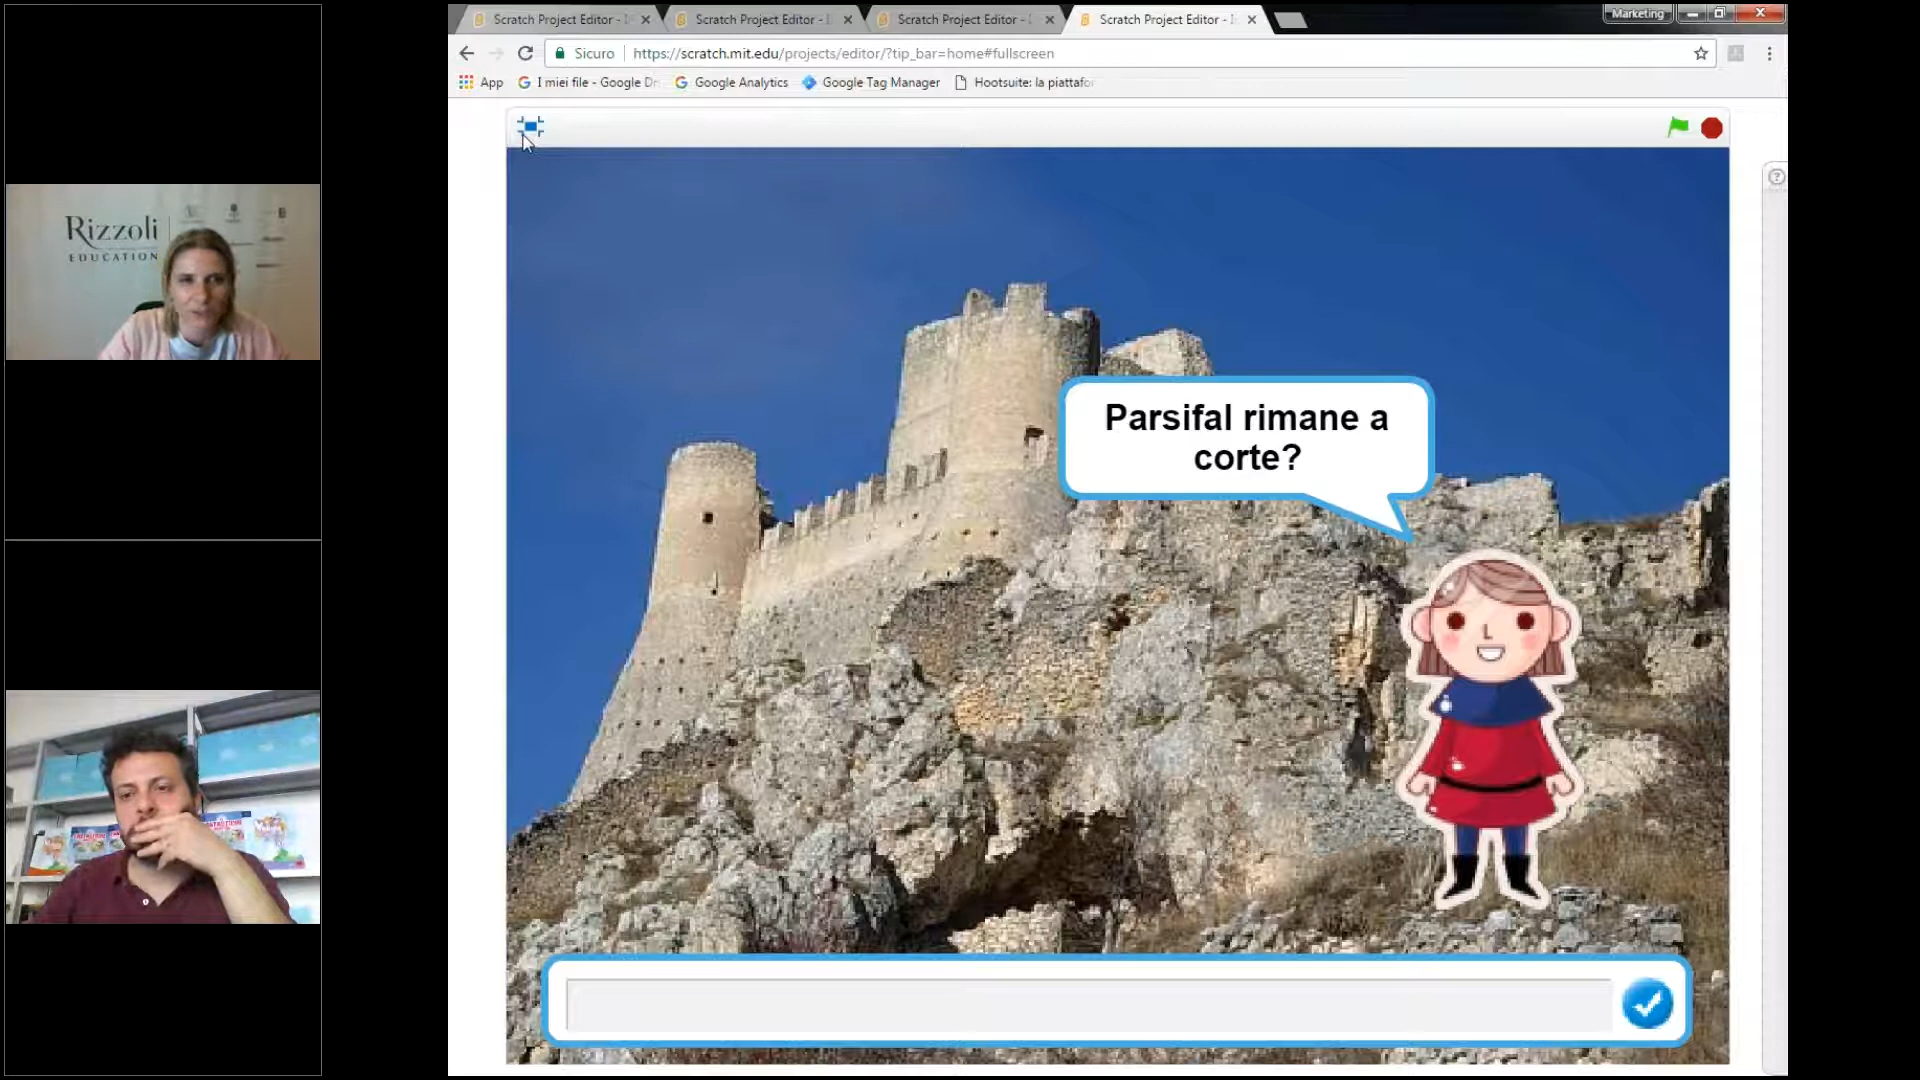 Scratch Project Editor - I
Scratch Project Editor - I
Scratch Project Editor - I
Scratch Project Editor - I
Marketing
Sicuro
https://scratch.mit.edu/projects/editor/?tip_bar=home#fullscreen
App
I miei file - Google Dr
Google Analytics
Google Tag Manager
Hootsuite: la piattafor
Rizzoli
EDUCATION
Parsifal rimane a
corte?